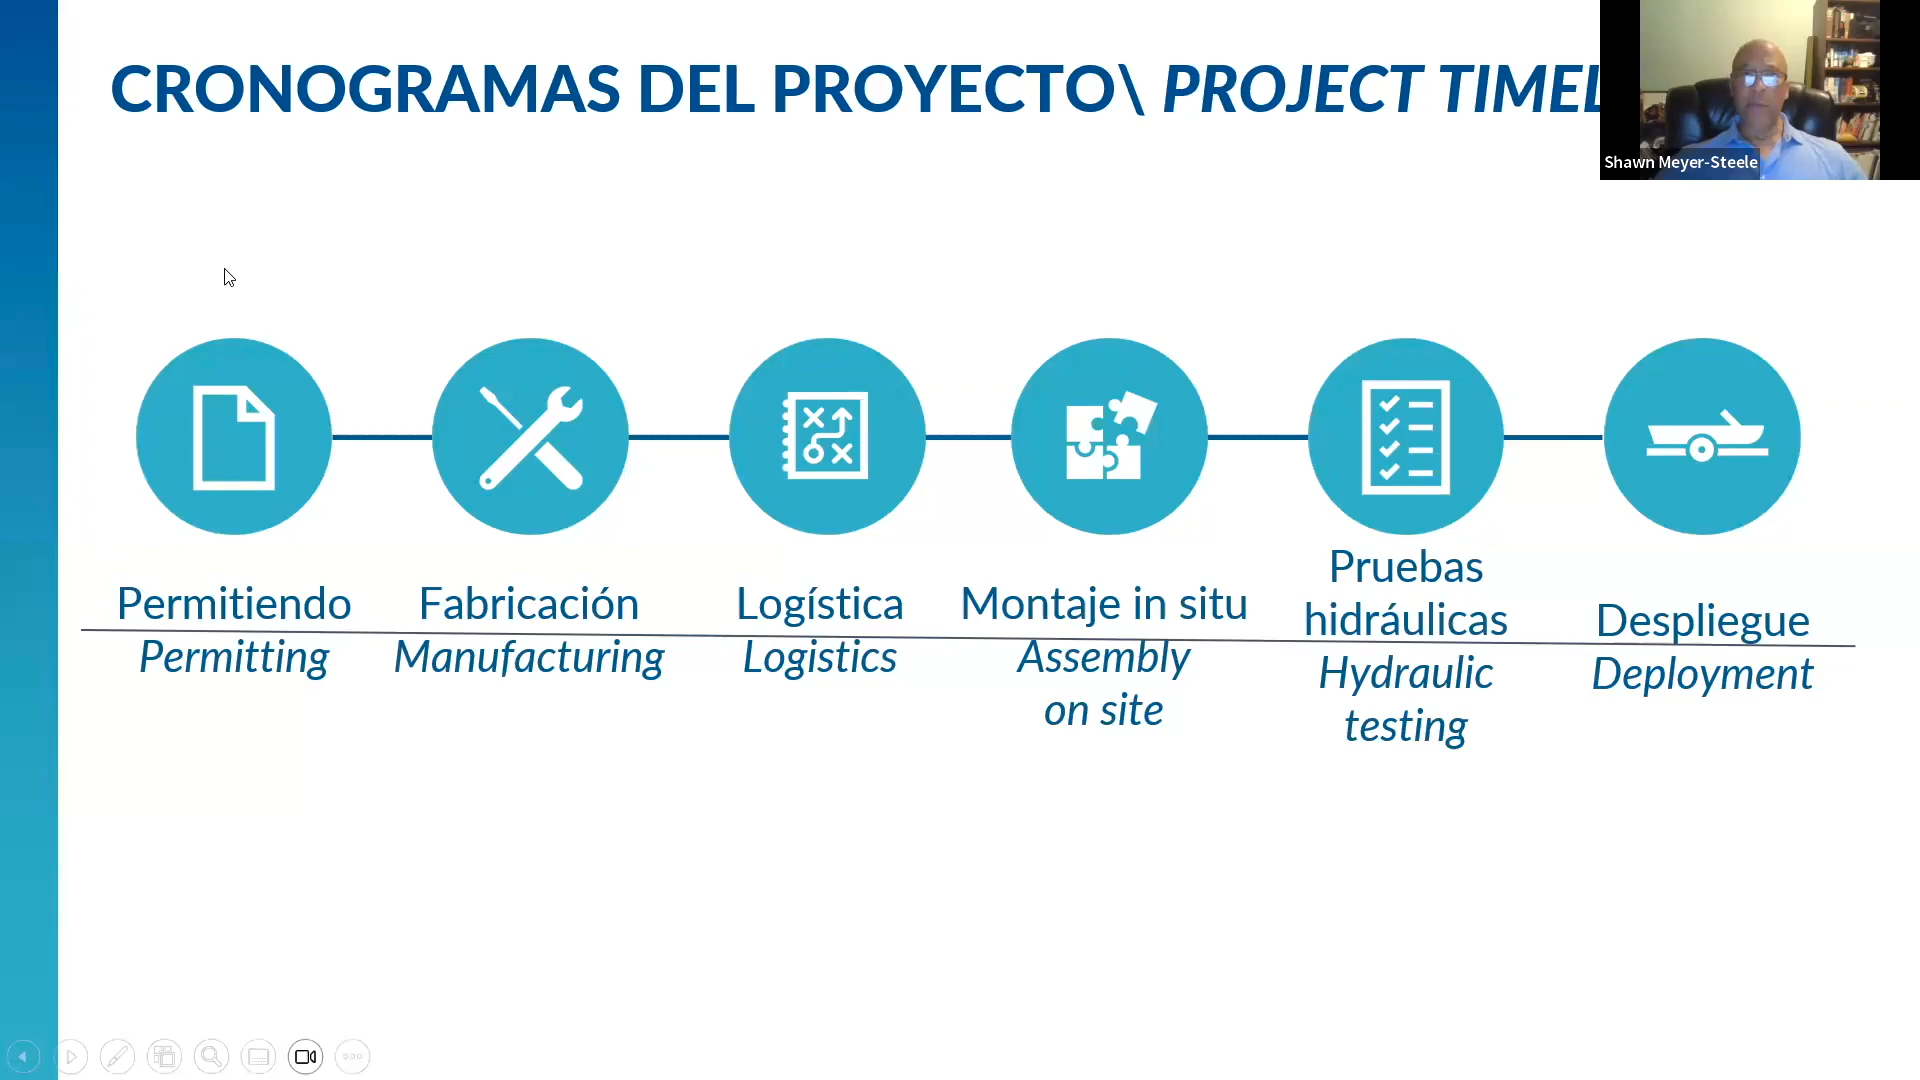 CRONOGRAMAS DEL PROYECTO\ PROJECT TIMEL
Shawn Meyer-Steele
Permitiendo
Permitting
Fabricación
Manufacturing
Logística
Logistics
Montaje in situ
Assembly
on site
Pruebas
hidráulicas
Hydraulic
testing
Despliegue
Deployment